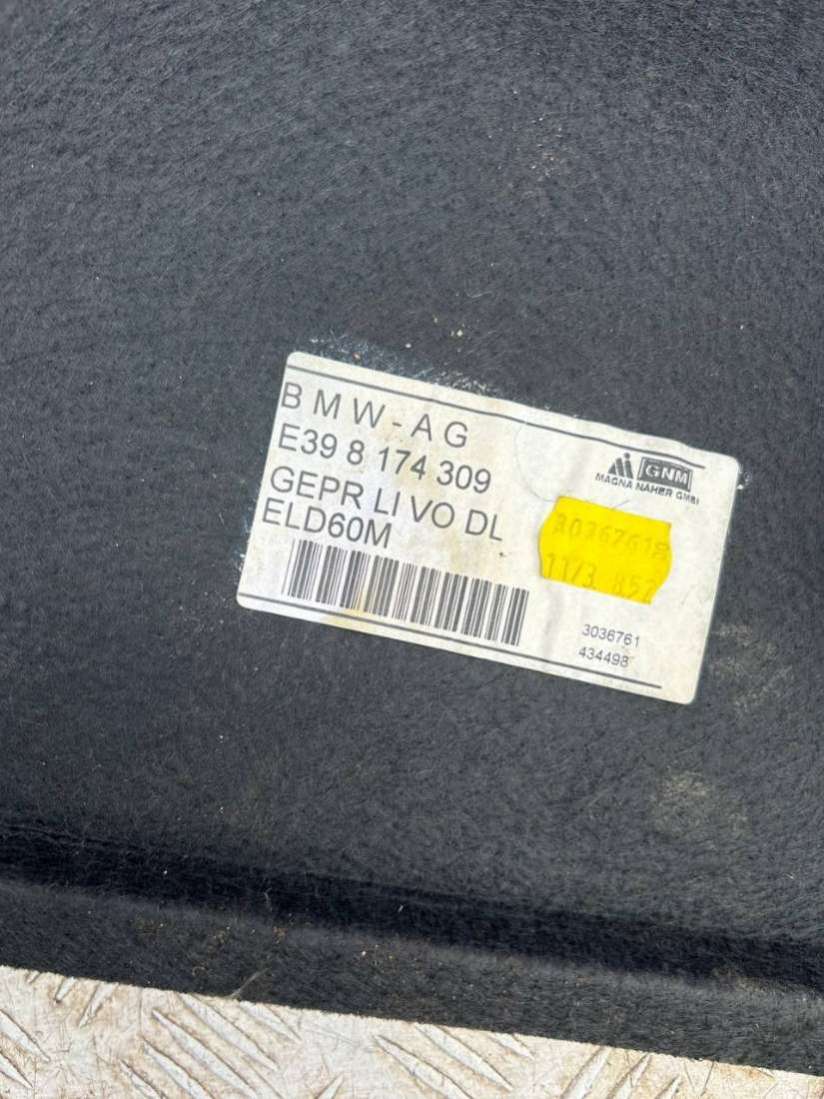 BMW-AG
E39 8 174 309
GEPR LI VO DL
ELD60M
GNM
MAGNA NAHER GMBH
3036761
11/3 852
3036761
434498